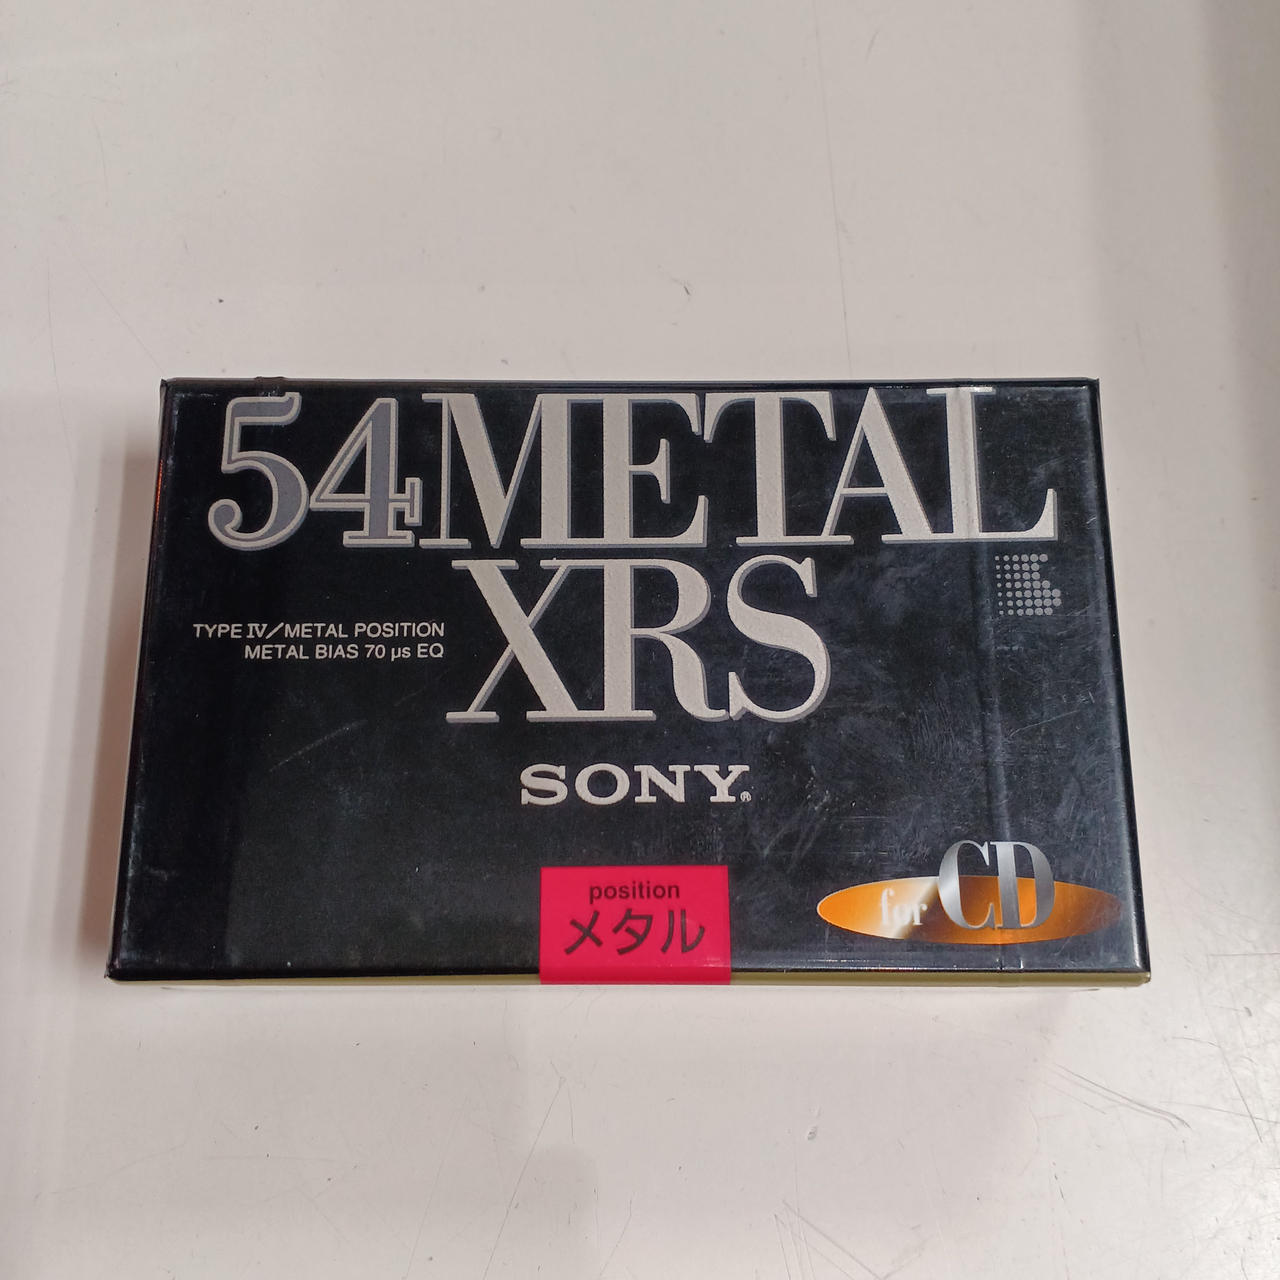 54METAL
XRS
TYPE Ⅳ/METAL POSITION
METAL BIAS 70 μs EQ
SONY®
position
メタル
for CD